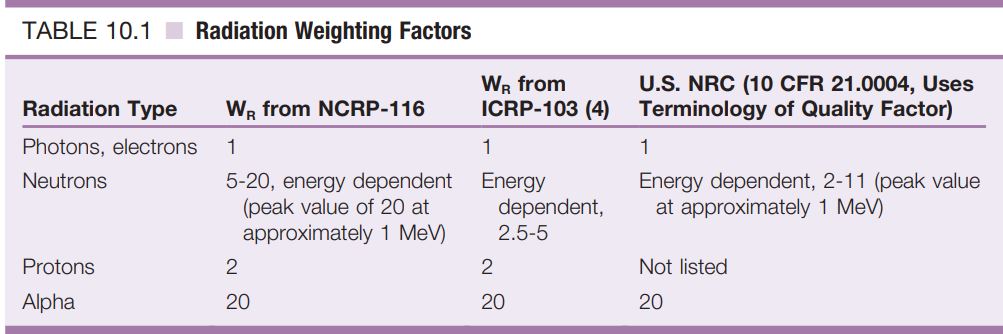 TABLE 10.1 ■ Radiation Weighting Factors
Radiation Type W_R from NCRP-116 W_R from ICRP-103 (4) U.S. NRC (10 CFR 21.0004, Uses Terminology of Quality Factor)
Photons, electrons 1 1 1
Neutrons 5-20, energy dependent (peak value of 20 at approximately 1 MeV) Energy dependent, 2.5-5 Energy dependent, 2-11 (peak value at approximately 1 MeV)
Protons 2 2 Not listed
Alpha 20 20 20